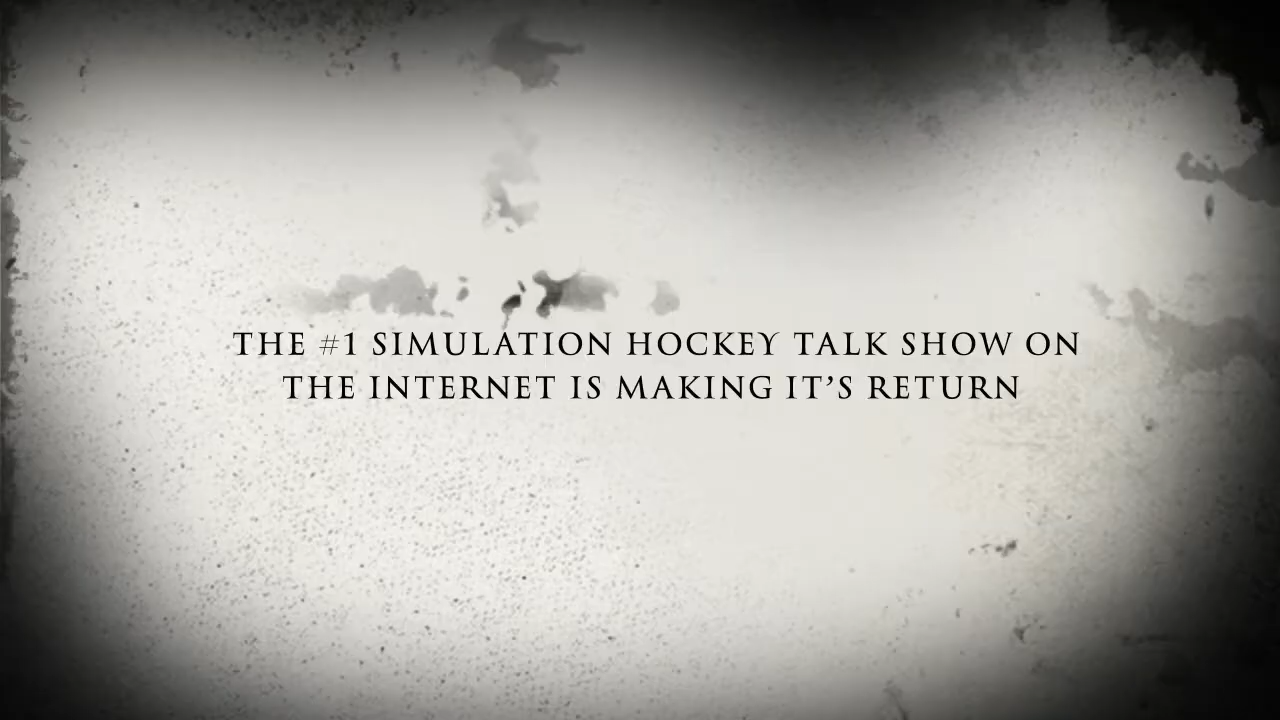 THE #1 SIMULATION HOCKEY TALK SHOW ON
THE INTERNET IS MAKING IT’S RETURN